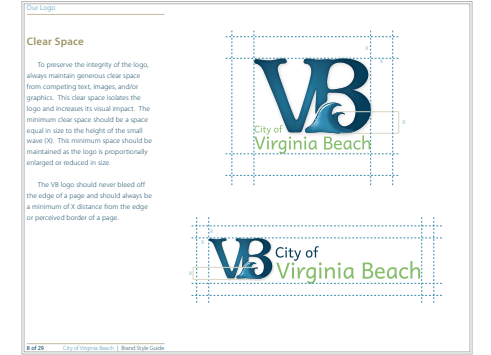 Our Logo
Clear Space
To preserve the integrity of the logo,
always maintain generous clear space
from competing text, images, and/or
graphics. This clear space isolates the
logo and increases its visual impact. The
minimum clear space should be a space
equal in size to the height of the small
wave (X). This minimum space should be
maintained as the logo is proportionally
enlarged or reduced in size.
The VB logo should never bleed off
the edge of a page and should always be
a minimum of X distance from the edge
or perceived border of a page.
8 of 29 City of Virginia Beach | Brand Style Guide
x
x
VB
x
City of
Virginia Beach
x
x
VB
City of
x
Virginia Beach